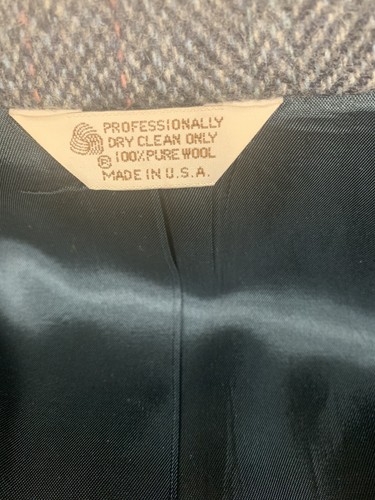 PROFESSIONALLY
DRY CLEAN ONLY
® 100% PURE WOOL
MADE IN U.S.A.